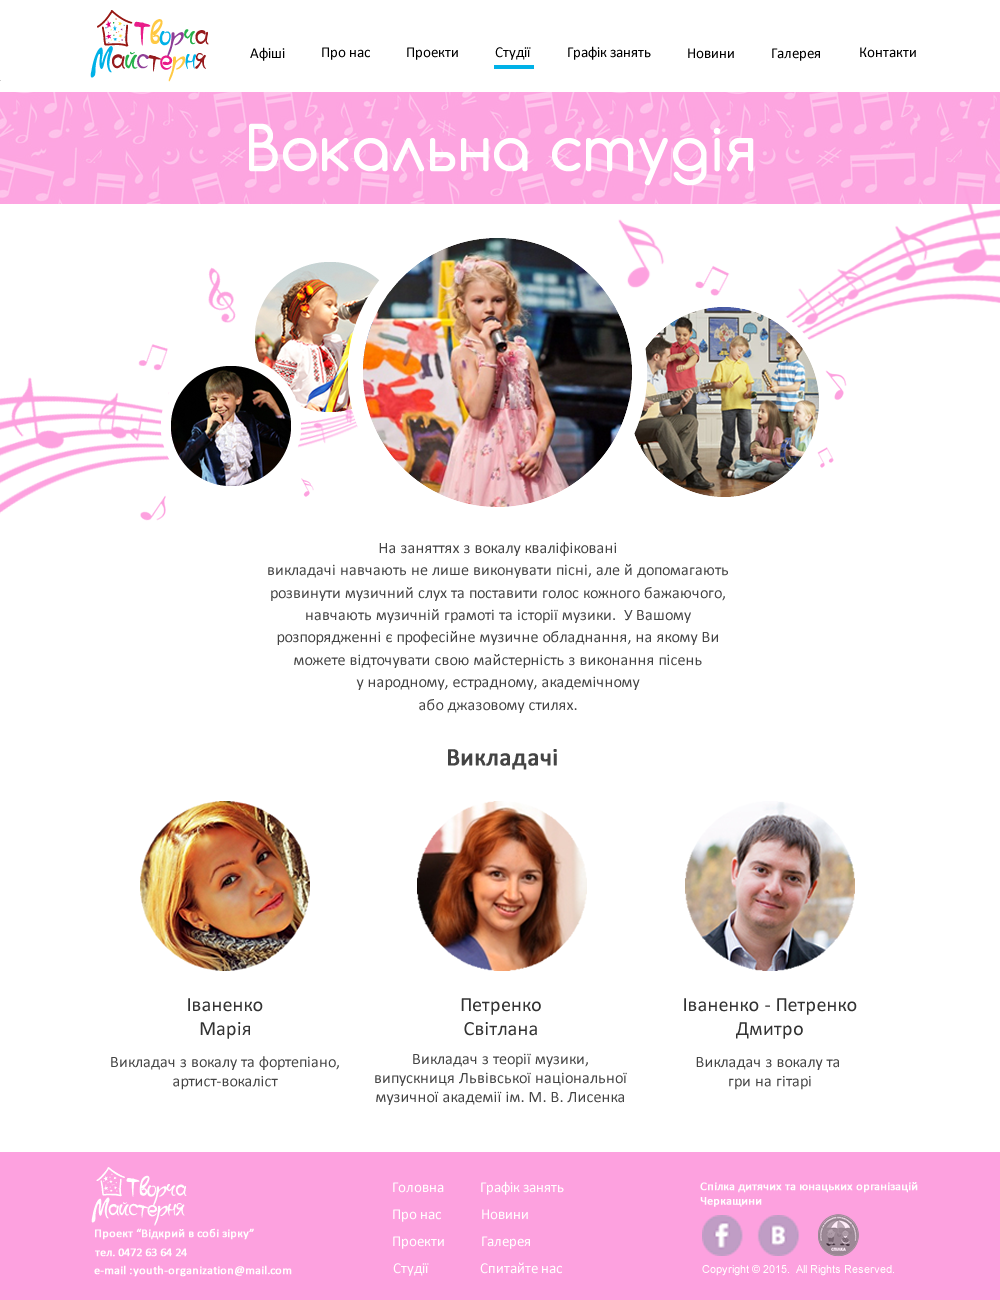 Творча
Майстерня
Афіші
Про нас
Проекти
Студії
Графік занять
Новини
Галерея
Контакти
Вокальна студія
На заняттях з вокалу кваліфіковані
викладачі навчають не лише виконувати пісні, але й допомагають
розвинути музичний слух та поставити голос кожного бажаючого,
навчають музичній грамоті та історії музики. У Вашому
розпорядженні є професійне музичне обладнання, на якому Ви
можете відточувати свою майстерність з виконання пісень
у народному, естрадному, академічному
або джазовому стилях.
Викладачі
Іваненко
Марія
Викладач з вокалу та фортепіано,
артист-вокаліст
Петренко
Світлана
Викладач з теорії музики,
випускниця Львівської національної
музичної академії ім. М. В. Лисенка
Іваненко - Петренко
Дмитро
Викладач з вокалу та
гри на гітарі
Творча
Майстерня
Проект “Відкрий в собі зірку”
тел. 0472 63 64 24
e-mail :youth-organization@mail.com
Головна
Про нас
Проекти
Студії
Графік занять
Новини
Галерея
Спитайте нас
Спілка дитячих та юнацьких організацій
Черкащини
f
B
Copyright © 2015. All Rights Reserved.